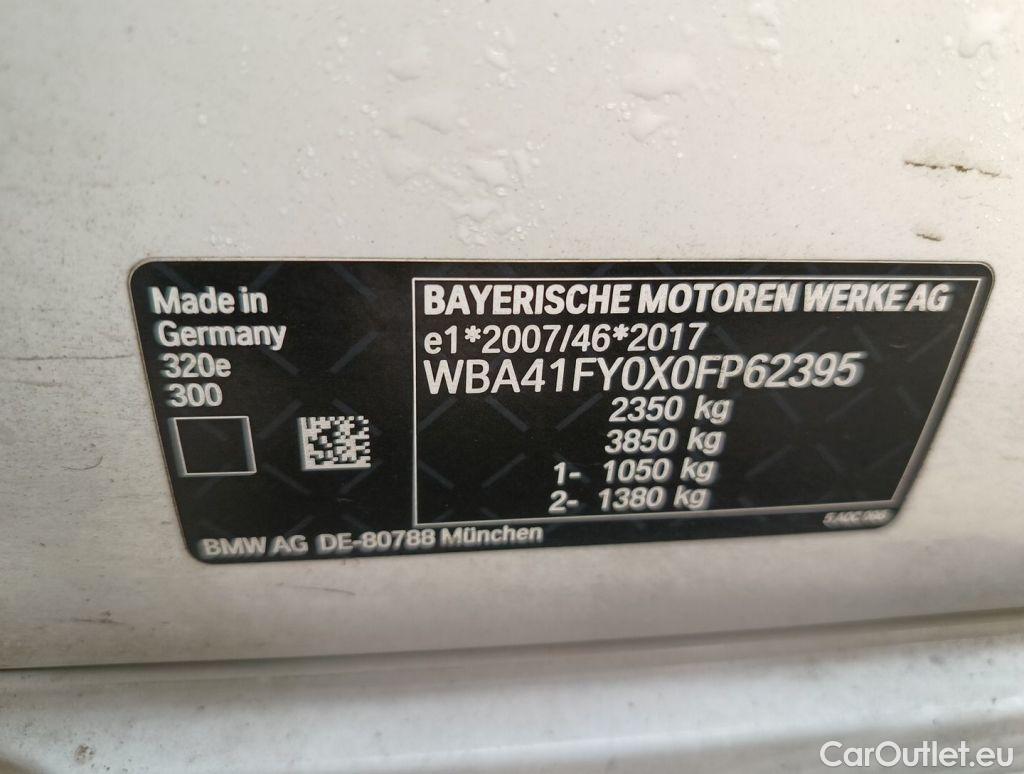 Made in
Germany
320e
300
BAYERISCHE MOTOREN WERKE AG
e1*2007/46*2017
WBA41FY0X0FP62395
2350 kg
3850 kg
1- 1050 kg
2- 1380 kg
BMW AG DE-80788 München
CarOutlet.eu